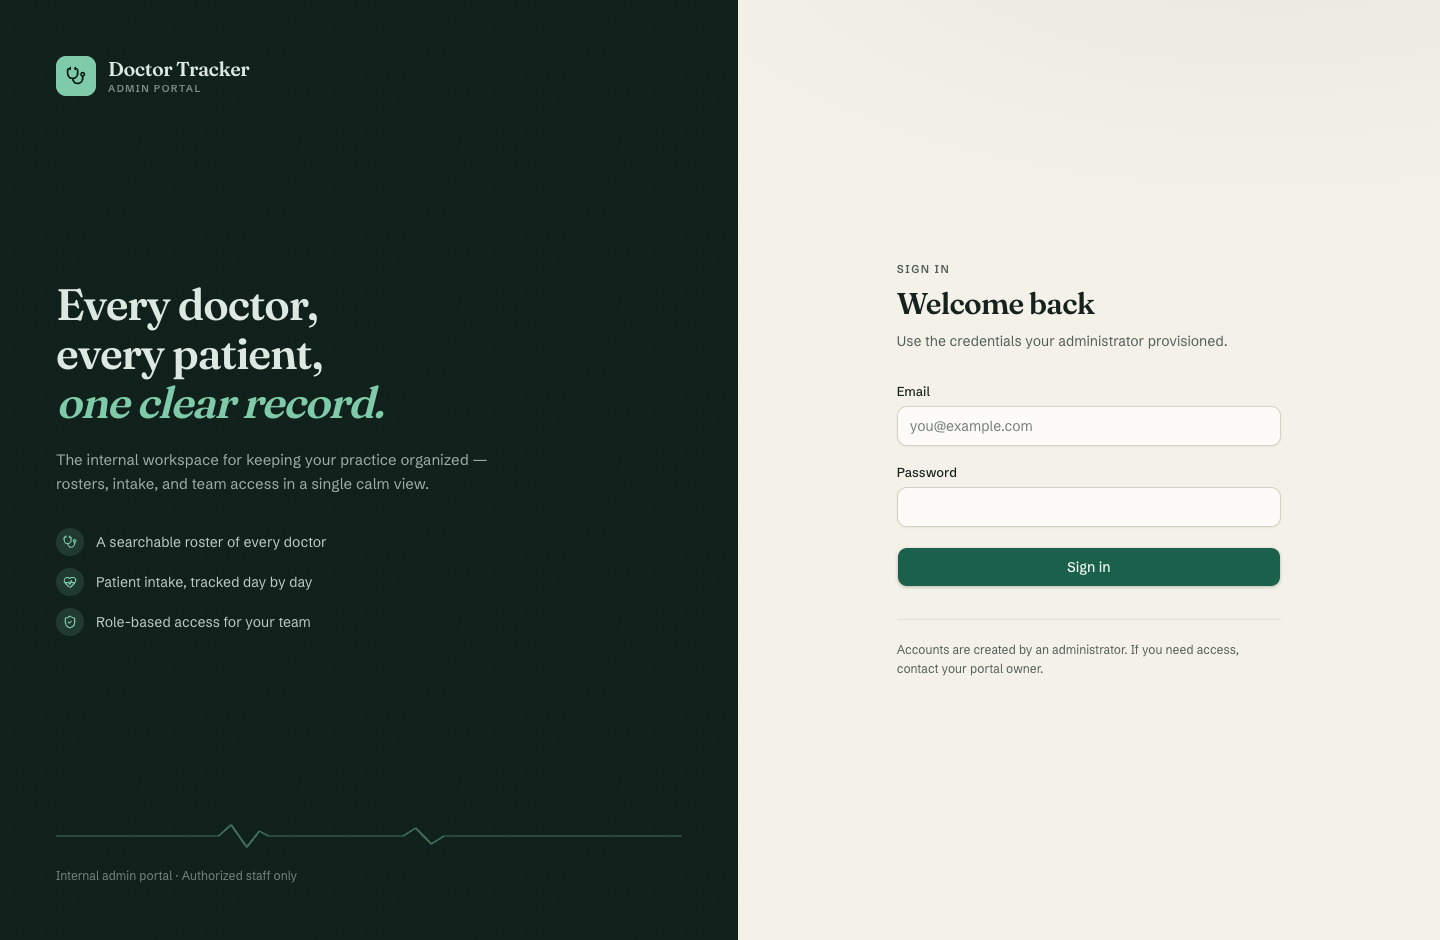 Doctor Tracker
ADMIN PORTAL
Every doctor,
every patient,
one clear record.
The internal workspace for keeping your practice organized —
rosters, intake, and team access in a single calm view.
A searchable roster of every doctor
Patient intake, tracked day by day
Role-based access for your team
Internal admin portal · Authorized staff only
SIGN IN
Welcome back
Use the credentials your administrator provisioned.
Email
you@example.com
Password
Sign in
Accounts are created by an administrator. If you need access,
contact your portal owner.